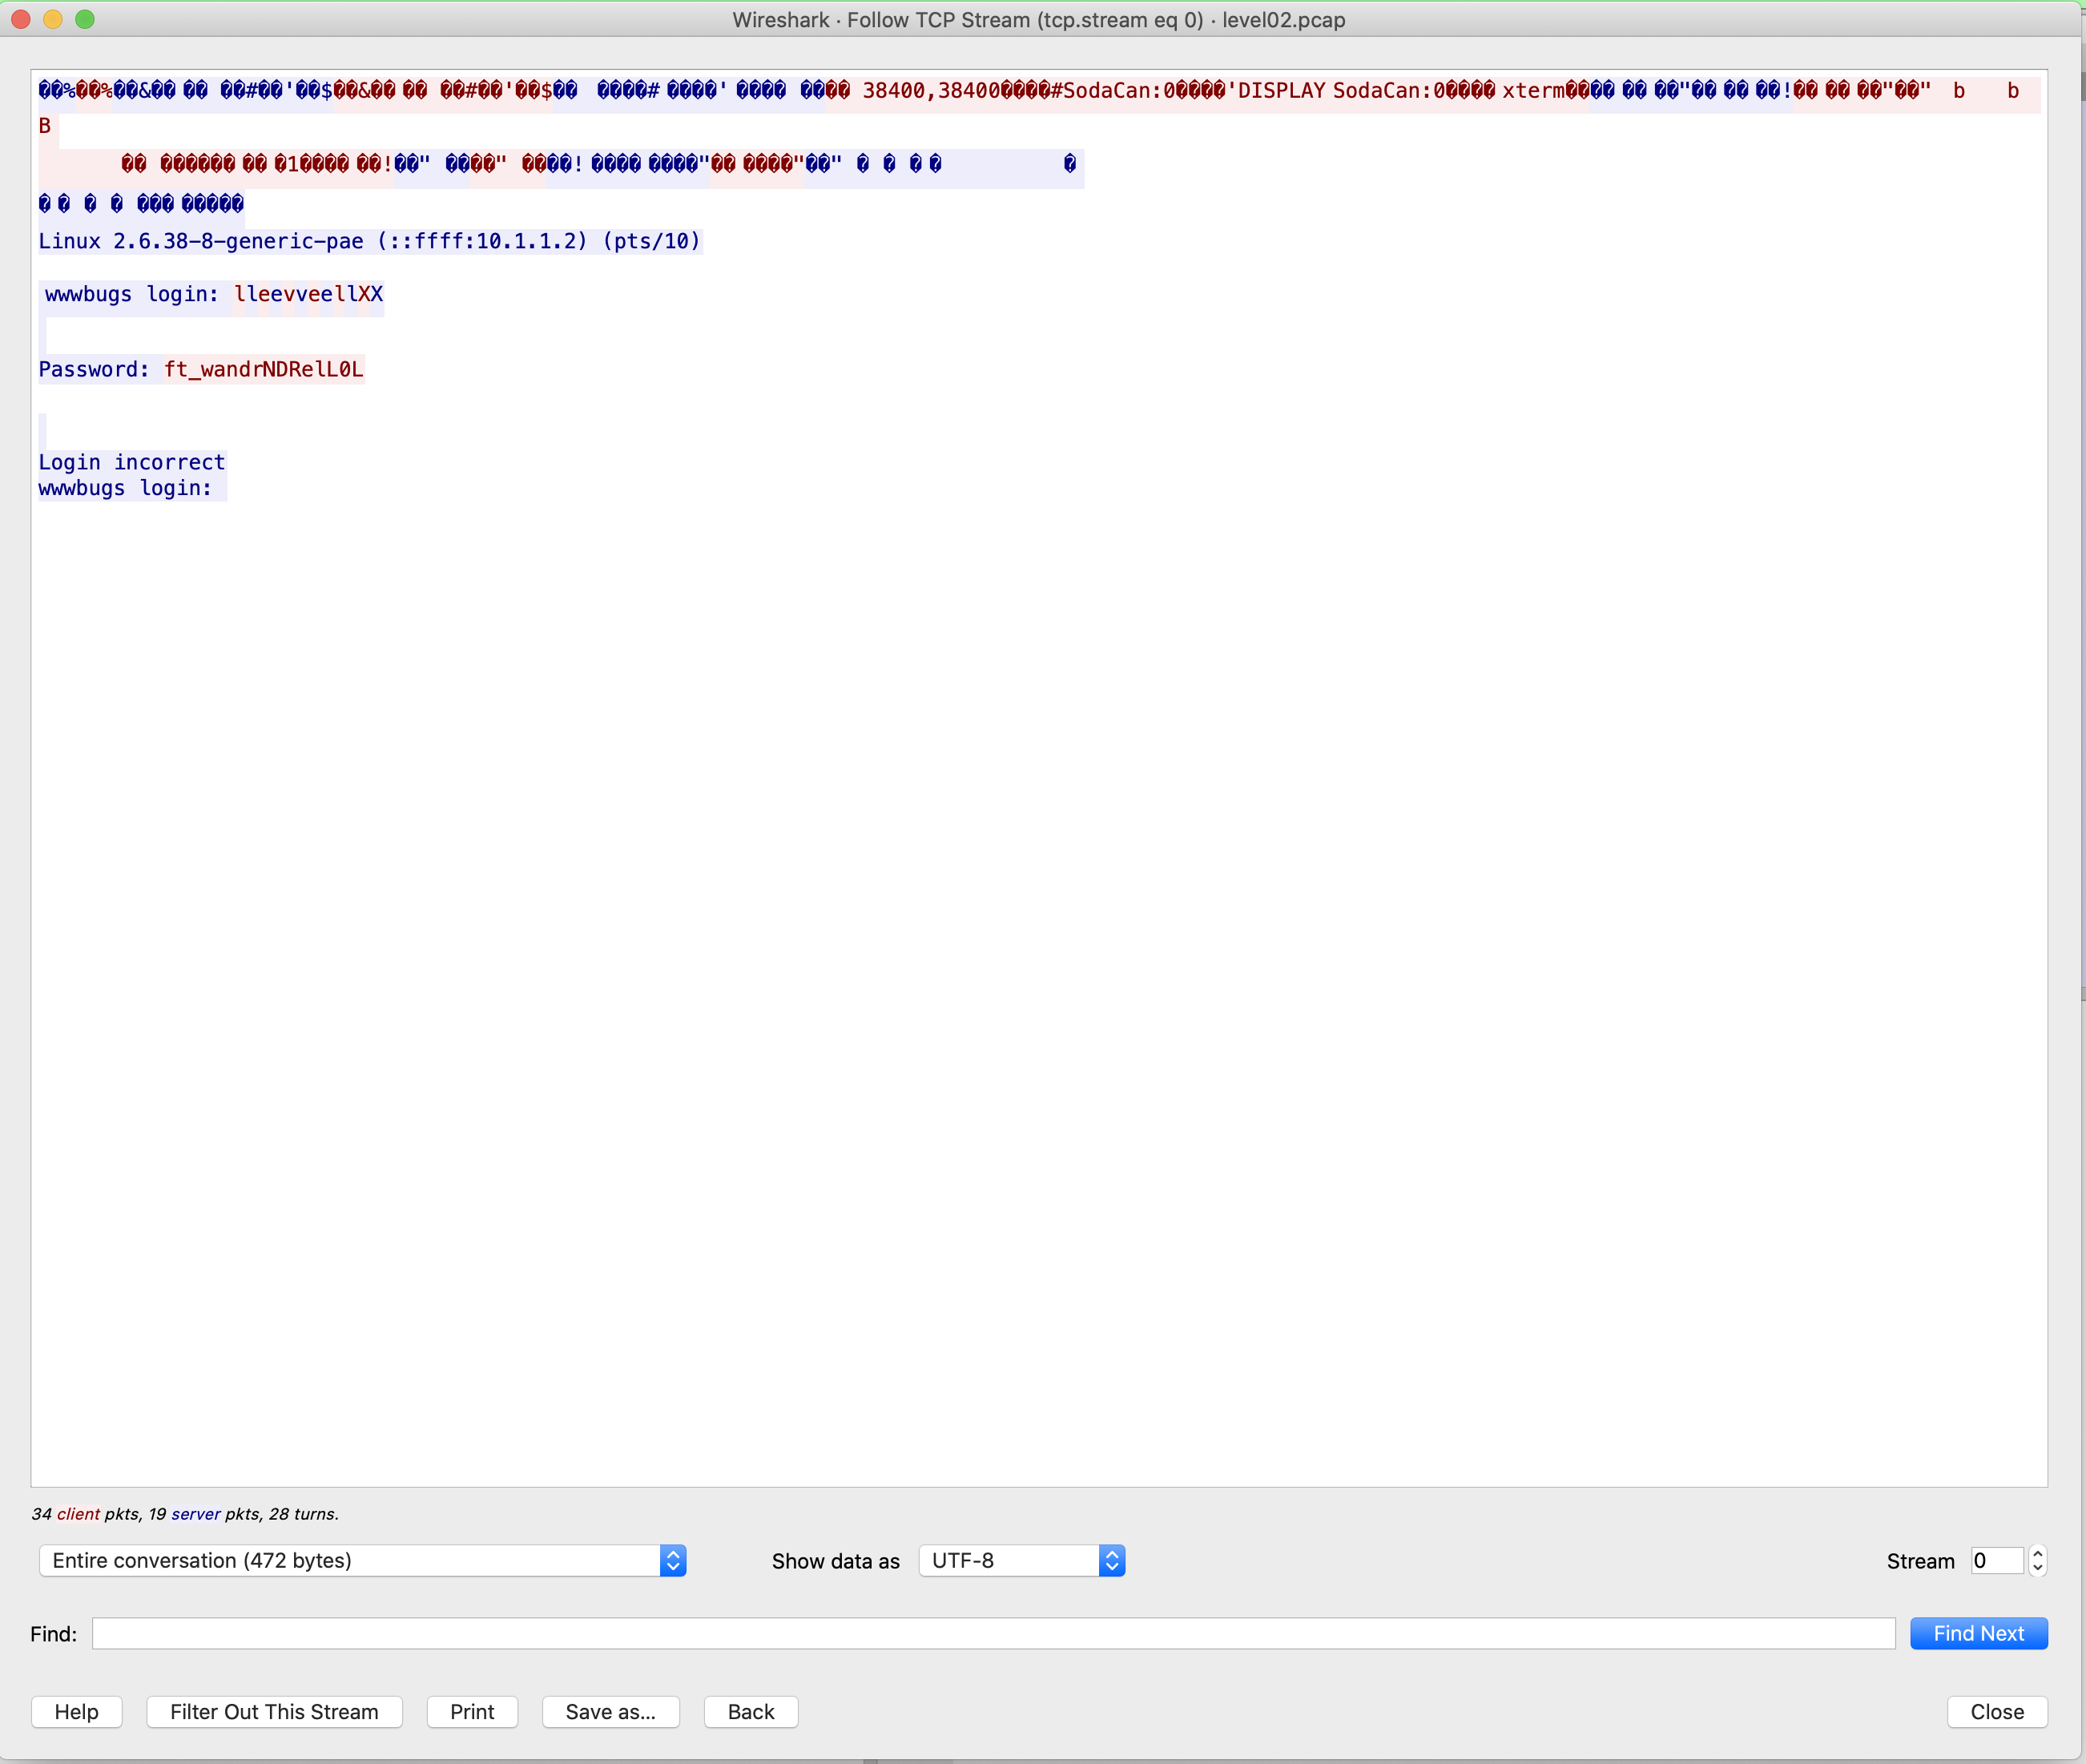 Wireshark · Follow TCP Stream (tcp.stream eq 0) · level02.pcap
��%��%��&�� �� ��#��'��$��&�� �� ��#��'��$�� ����# ����' ���� ���� 38400,38400����#SodaCan:0����'DISPLAY SodaCan:0���� xterm���� �� ��"�� �� ��!�� �� ��"��" b b
B
�� ������ �� �1���� ��!��" ����" ����! ���� ����"�� ����"��" � � � � �
� � � � ��� �����
Linux 2.6.38-8-generic-pae (::ffff:10.1.1.2) (pts/10)
wwwbugs login: lleevveellXX
Password: ft_wandrNDRelL0L
Login incorrect
wwwbugs login:
34 client pkts, 19 server pkts, 28 turns.
Entire conversation (472 bytes) Show data as UTF-8 Stream 0
Find: Find Next
Help Filter Out This Stream Print Save as... Back Close